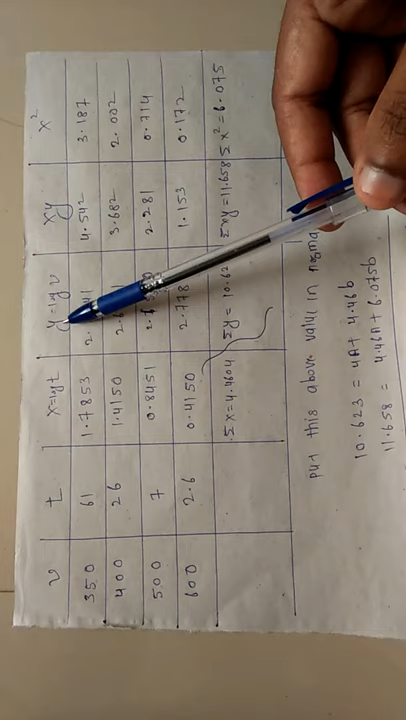 v t x=logt y=logv xy x²
350 61 1.7853 4.542 3.187
400 26 1.4150 3.682 2.002
500 7 0.8451 2.281 0.714
600 2.6 0.4150 2.778 1.153 0.172
Σx=4.4604 Σy=10.62 Σxy=11.658 Σx²=6.075
put this above value in
10.623 = 4A+4.46b
11.658 = 4.46A+6.075b